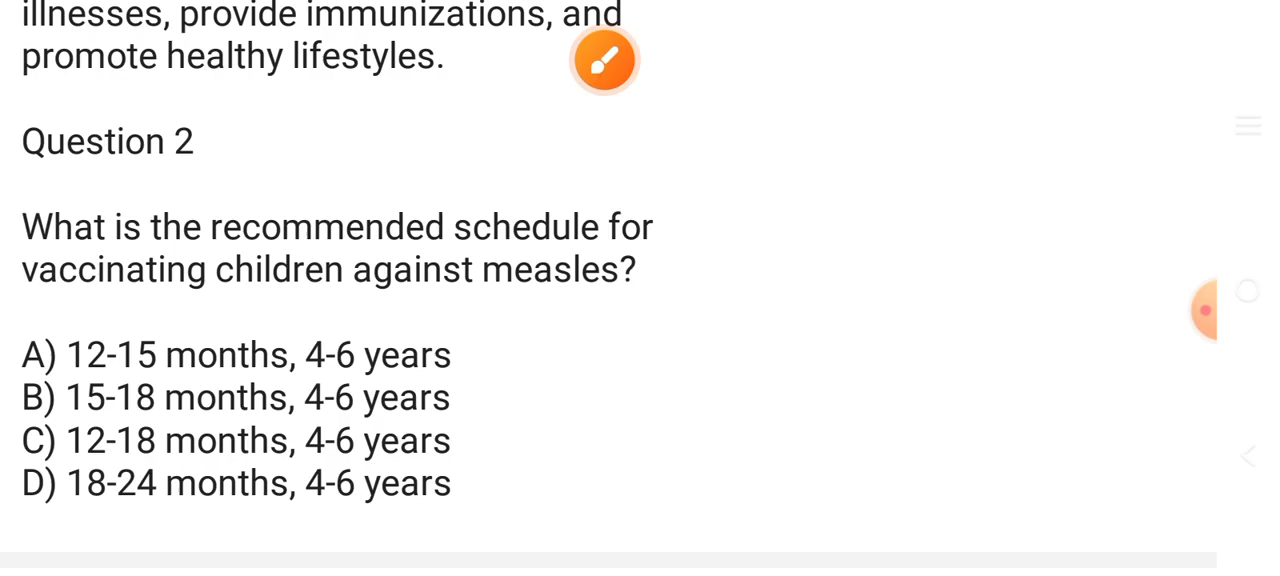 illnesses, provide immunizations, and
promote healthy lifestyles.
Question 2
What is the recommended schedule for
vaccinating children against measles?
A) 12-15 months, 4-6 years
B) 15-18 months, 4-6 years
C) 12-18 months, 4-6 years
D) 18-24 months, 4-6 years